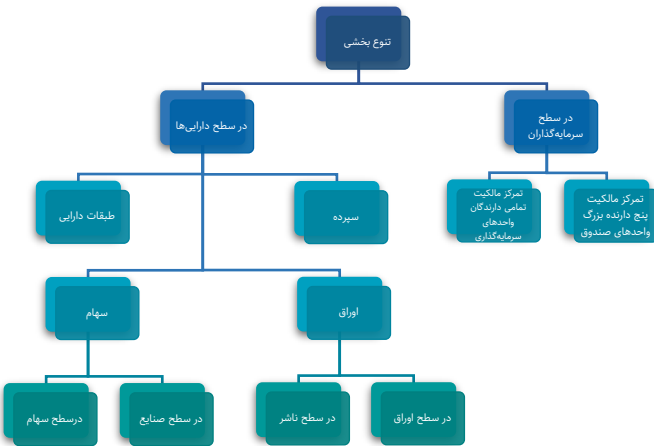 تنوع بخشی
در سطح
سرمایه‌گذاران
در سطح دارایی‌ها
تمرکز مالکیت
پنج دارنده بزرگ
واحدهای صندوق
تمرکز مالکیت
تمامی دارندگان
واحدهای
سرمایه‌گذاری
سپرده
طبقات دارایی
اوراق
سهام
در سطح اوراق
در سطح ناشر
در سطح صنایع
درسطح سهام